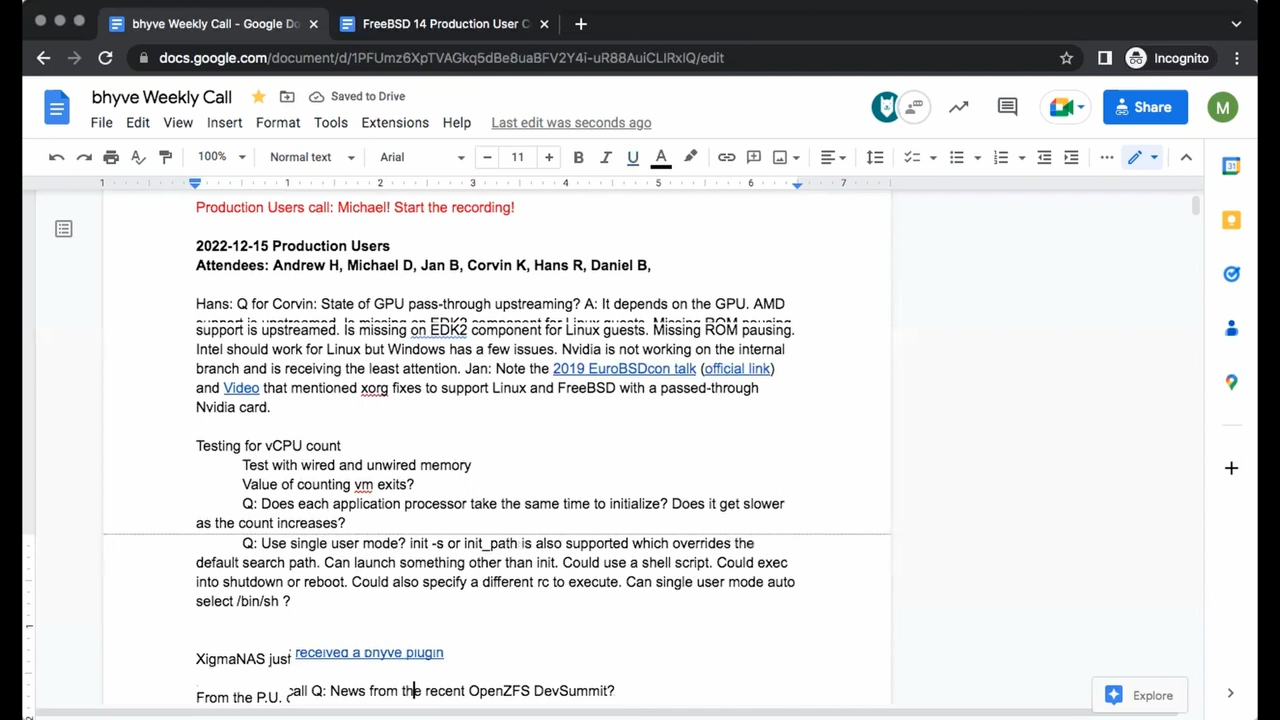 bhyve Weekly Call - Google Do
FreeBSD 14 Production User C
docs.google.com/document/d/1PFUmz6XpTVAGkq5dBe8uaBFV2Y4i-uR88AuiCLIRxIQ/edit
Incognito
bhyve Weekly Call
Saved to Drive
File Edit View Insert Format Tools Extensions Help Last edit was seconds ago
Share
M
100% Normal text Arial 11 B I U A
1 1 2 3 4 5 6 7
Production Users call: Michael! Start the recording!
2022-12-15 Production Users
Attendees: Andrew H, Michael D, Jan B, Corvin K, Hans R, Daniel B,
Hans: Q for Corvin: State of GPU pass-through upstreaming? A: It depends on the GPU. AMD
support is upstreamed. Is missing on EDK2 component for Linux guests. Missing ROM pausing.
Intel should work for Linux but Windows has a few issues. Nvidia is not working on the internal
branch and is receiving the least attention. Jan: Note the 2019 EuroBSDcon talk (official link)
and Video that mentioned xorg fixes to support Linux and FreeBSD with a passed-through
Nvidia card.
Testing for vCPU count
Test with wired and unwired memory
Value of counting vm exits?
Q: Does each application processor take the same time to initialize? Does it get slower
as the count increases?
Q: Use single user mode? init -s or init_path is also supported which overrides the
default search path. Can launch something other than init. Could use a shell script. Could exec
into shutdown or reboot. Could also specify a different rc to execute. Can single user mode auto
select /bin/sh ?
XigmaNAS just received a bhyve plugin
From the P.U. call Q: News from the recent OpenZFS DevSummit?
Explore